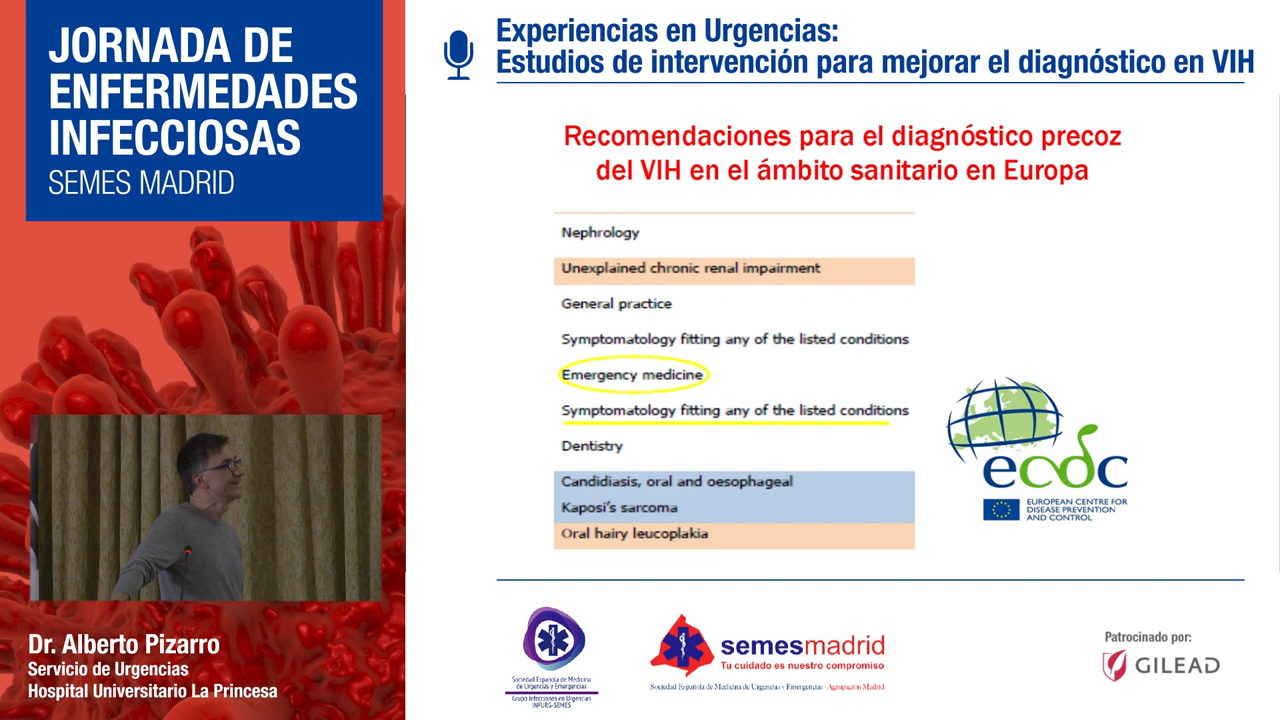 JORNADA DE
ENFERMEDADES
INFECCIOSAS
SEMES MADRID
Dr. Alberto Pizarro
Servicio de Urgencias
Hospital Universitario La Princesa
Experiencias en Urgencias:
Estudios de intervención para mejorar el diagnóstico en VIH
Recomendaciones para el diagnóstico precoz
del VIH en el ámbito sanitario en Europa
Nephrology
Unexplained chronic renal impairment
General practice
Symptomatology fitting any of the listed conditions
Emergency medicine
Symptomatology fitting any of the listed conditions
Dentistry
Candidiasis, oral and oesophageal
Kaposi's sarcoma
Oral hairy leucoplakia
ecdc
EUROPEAN CENTRE FOR
DISEASE PREVENTION
AND CONTROL
Sociedad Española de Medicina
de Urgencias y Emergencias
Grupo Infecciones en Urgencias
INFURG-SEMES
semesmadrid
Tu cuidado es nuestro compromiso
Sociedad Española de Medicina de Urgencias y Emergencias - Agrupación Madrid
Patrocinado por:
GILEAD